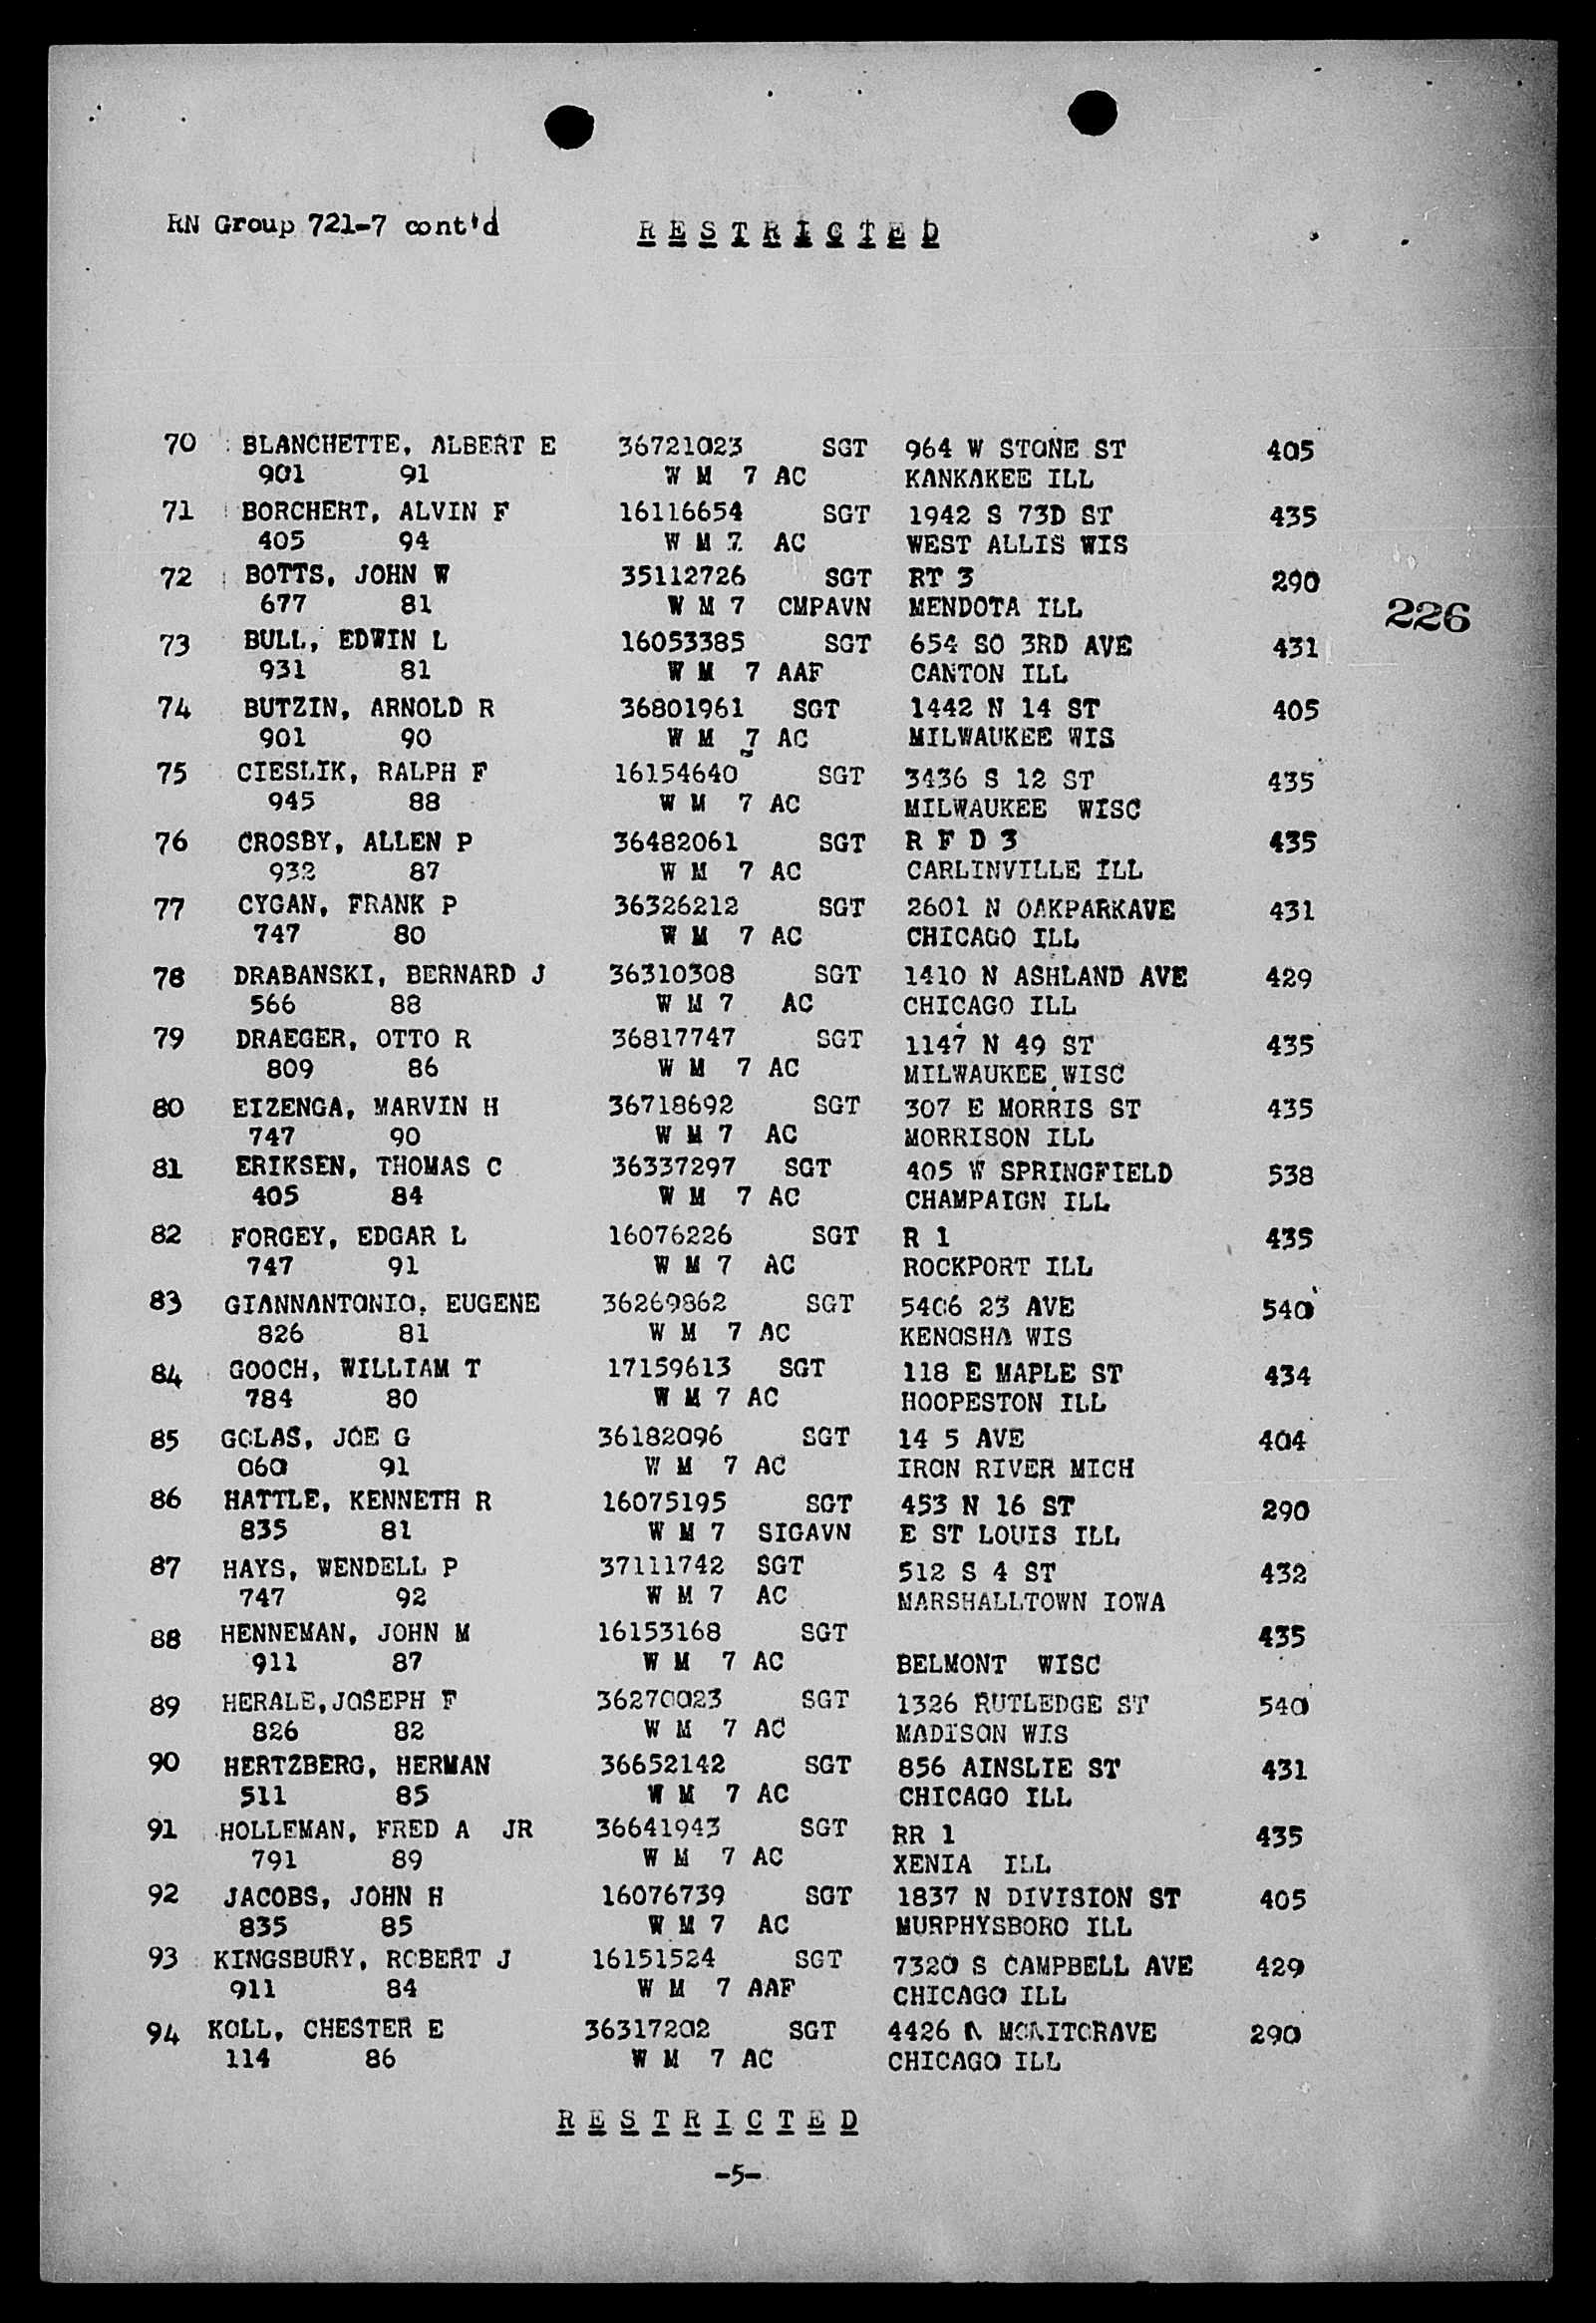 RN Group 721-7 cont'd R E S T R I C T E D
70 BLANCHETTE, ALBERT E 36721023 SGT 964 W STONE ST 405
901 91 W M 7 AC KANKAKEE ILL
71 BORCHERT, ALVIN F 16116654 SGT 1942 S 73D ST 435
405 94 W M 7 AC WEST ALLIS WIS
72 BOTTS, JOHN W 35112726 SGT RT 3 290
677 81 W M 7 CMPAVN MENDOTA ILL
226
73 BULL, EDWIN L 16053385 SGT 654 SO 3RD AVE 431
931 81 W M 7 AAF CANTON ILL
74 BUTZIN, ARNOLD R 36801961 SGT 1442 N 14 ST 405
901 90 W M 7 AC MILWAUKEE WIS
75 CIESLIK, RALPH F 16154640 SGT 3436 S 12 ST 435
945 88 W M 7 AC MILWAUKEE WISC
76 CROSBY, ALLEN P 36482061 SGT R F D 3 435
932 87 W M 7 AC CARLINVILLE ILL
77 CYGAN, FRANK P 36326212 SGT 2601 N OAKPARKAVE 431
747 80 W M 7 AC CHICAGO ILL
78 DRABANSKI, BERNARD J 36310308 SGT 1410 N ASHLAND AVE 429
566 88 W M 7 AC CHICAGO ILL
79 DRAEGER, OTTO R 36817747 SGT 1147 N 49 ST 435
809 86 W M 7 AC MILWAUKEE WISC
80 EIZENGA, MARVIN H 36718692 SGT 307 E MORRIS ST 435
747 90 W M 7 AC MORRISON ILL
81 ERIKSEN, THOMAS C 36337297 SGT 405 W SPRINGFIELD 538
405 84 W M 7 AC CHAMPAIGN ILL
82 FORGEY, EDGAR L 16076226 SGT R 1 435
747 91 W M 7 AC ROCKPORT ILL
83 GIANNANTONIO, EUGENE 36269862 SGT 5406 23 AVE 540
826 81 W M 7 AC KENOSHA WIS
84 GOOCH, WILLIAM T 17159613 SGT 118 E MAPLE ST 434
784 80 W M 7 AC HOOPESTON ILL
85 GOLAS, JOE G 36182096 SGT 14 5 AVE 404
060 91 W M 7 AC IRON RIVER MICH
86 HATTLE, KENNETH R 16075195 SGT 453 N 16 ST 290
835 81 W M 7 SIGAVN E ST LOUIS ILL
87 HAYS, WENDELL P 37111742 SGT 512 S 4 ST 432
747 92 W M 7 AC MARSHALLTOWN IOWA
88 HENNEMAN, JOHN M 16153168 SGT 435
911 87 W M 7 AC BELMONT WISC
89 HERALE, JOSEPH F 36270023 SGT 1326 RUTLEDGE ST 540
826 82 W M 7 AC MADISON WIS
90 HERTZBERG, HERMAN 36652142 SGT 856 AINSLIE ST 431
511 85 W M 7 AC CHICAGO ILL
91 HOLLEMAN, FRED A JR 36641943 SGT RR 1 435
791 89 W M 7 AC XENIA ILL
92 JACOBS, JOHN H 16076739 SGT 1837 N DIVISION ST 405
835 85 W M 7 AC MURPHYSBORO ILL
93 KINGSBURY, ROBERT J 16151524 SGT 7320 S CAMPBELL AVE 429
911 84 W M 7 AAF CHICAGO ILL
94 KOLL, CHESTER E 36317202 SGT 4426 N MONITORAVE 290
114 86 W M 7 AC CHICAGO ILL
R E S T R I C T E D
-5-